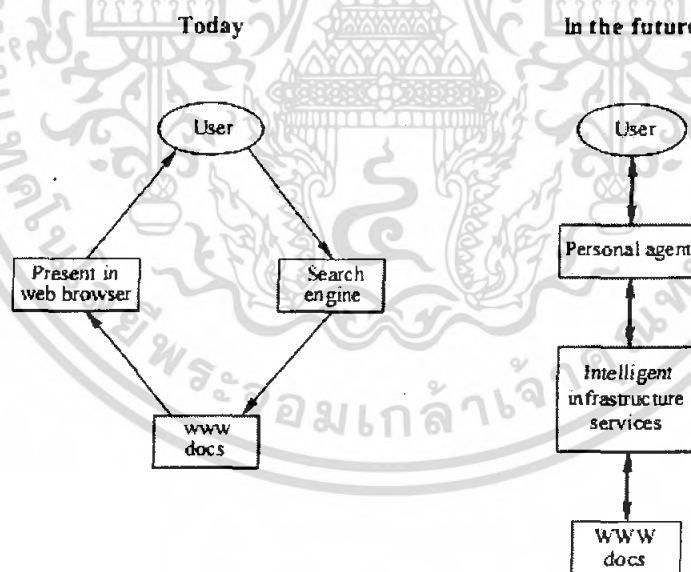 Today
In the future
User
User
Personal agent
Present in
web browser
Search
engine
Intelligent
infrastructure
services
www
docs
WWW
docs